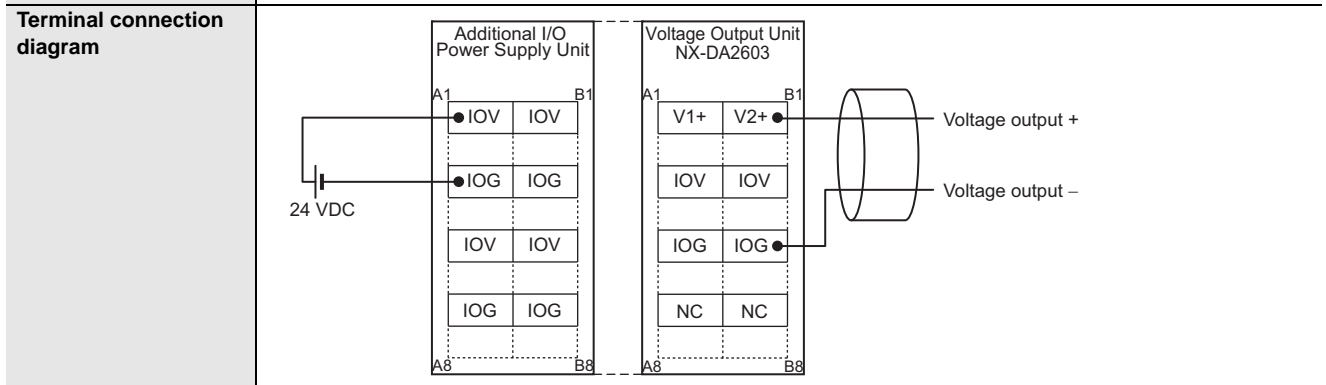 Terminal connection
diagram
Additional I/O
Power Supply Unit
A1 B1
IOV IOV
IOG IOG
IOV IOV
IOG IOG
A8 B8
24 VDC
Voltage Output Unit
NX-DA2603
A1 B1
V1+ V2+
IOV IOV
IOG IOG
NC NC
A8 B8
Voltage output +
Voltage output −